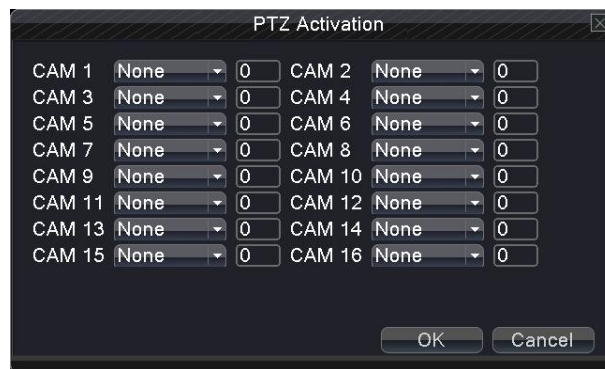 PTZ Activation
CAM 1 None 0 CAM 2 None 0
CAM 3 None 0 CAM 4 None 0
CAM 5 None 0 CAM 6 None 0
CAM 7 None 0 CAM 8 None 0
CAM 9 None 0 CAM 10 None 0
CAM 11 None 0 CAM 12 None 0
CAM 13 None 0 CAM 14 None 0
CAM 15 None 0 CAM 16 None 0
OK Cancel